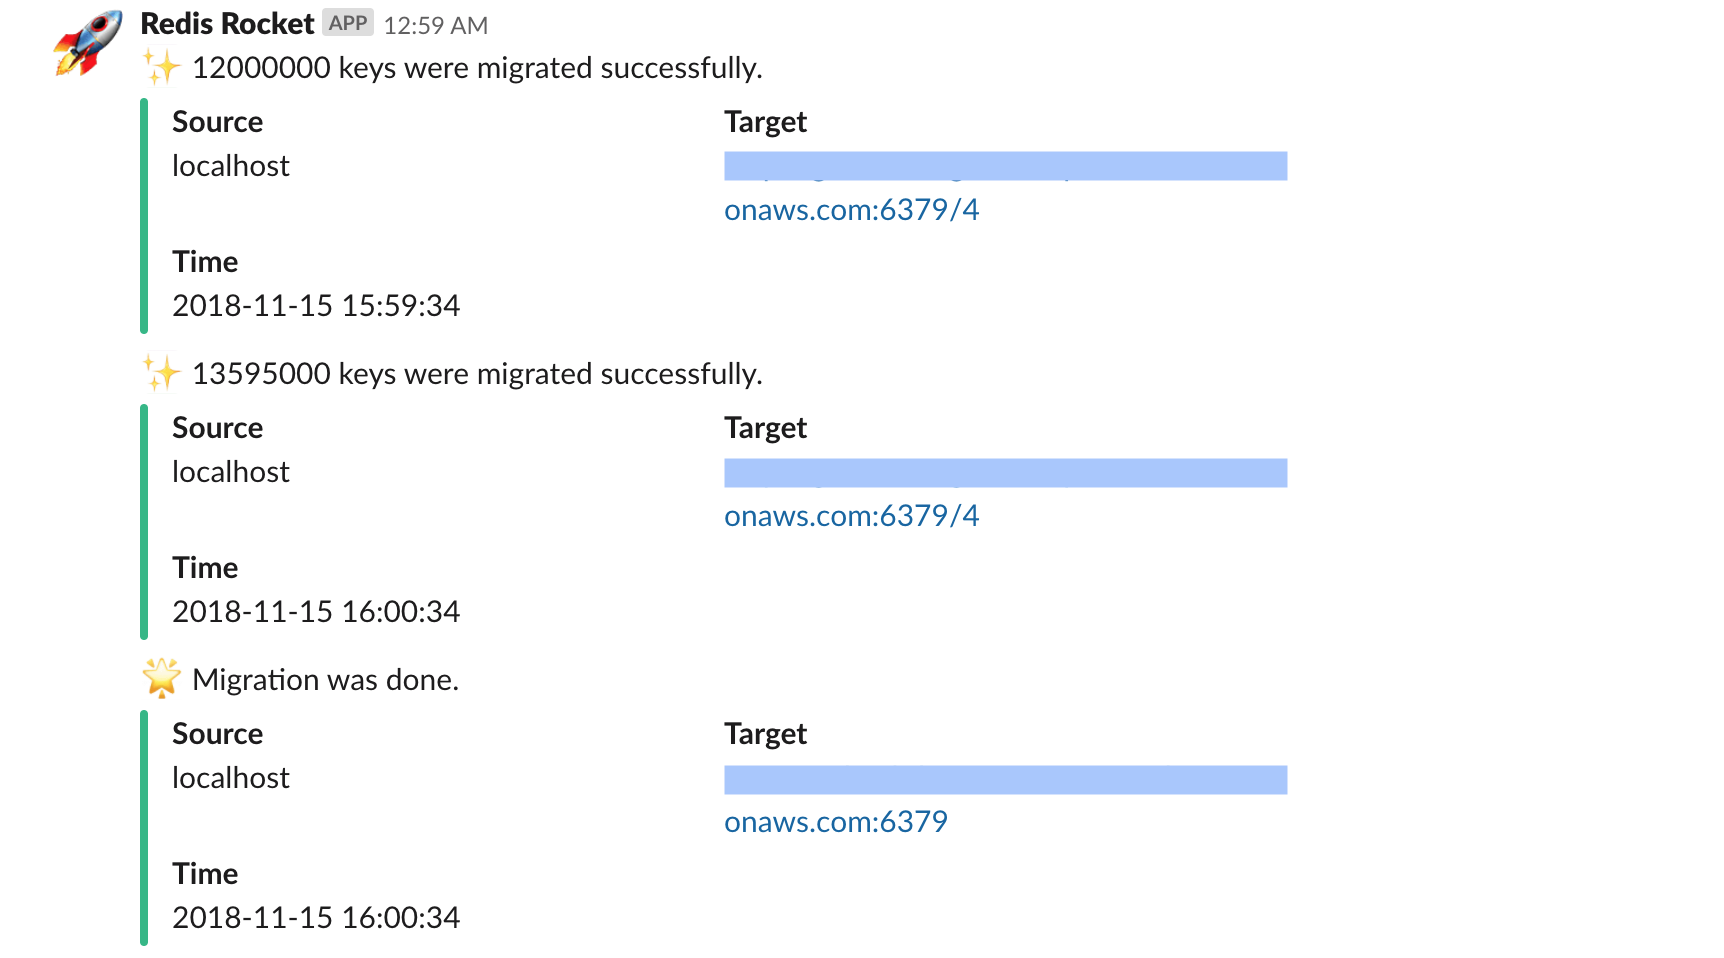 Redis Rocket APP 12:59 AM
12000000 keys were migrated successfully.
Source
localhost
Target
onaws.com:6379/4
Time
2018-11-15 15:59:34
13595000 keys were migrated successfully.
Source
localhost
Target
onaws.com:6379/4
Time
2018-11-15 16:00:34
Migration was done.
Source
localhost
Target
onaws.com:6379
Time
2018-11-15 16:00:34